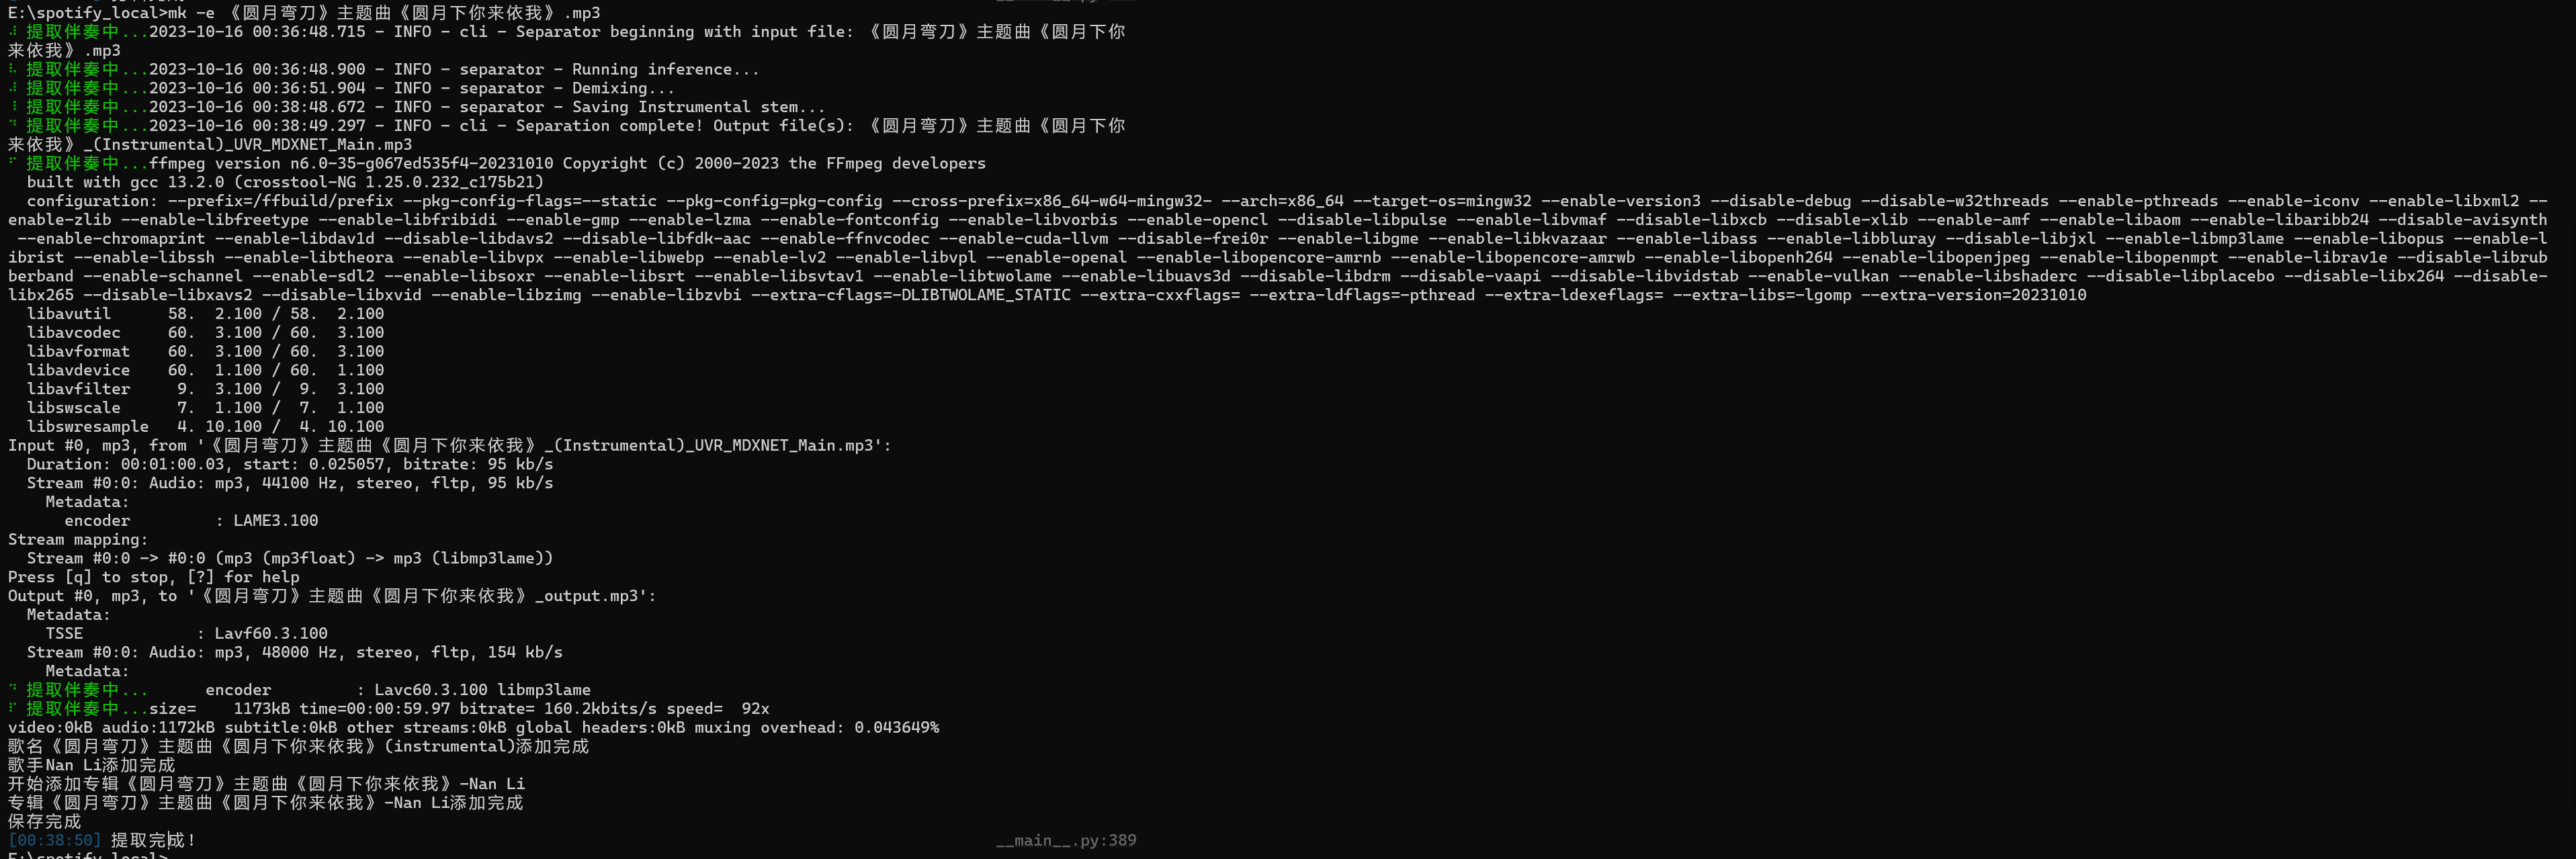 E:\spotify_local>mk -e 《圆月弯刀》主题曲《圆月下你来依我》.mp3
提取伴奏中...2023-10-16 00:36:48.715 - INFO - cli - Separator beginning with input file: 《圆月弯刀》主题曲《圆月下你
来依我》.mp3
提取伴奏中...2023-10-16 00:36:48.900 - INFO - separator - Running inference...
提取伴奏中...2023-10-16 00:36:51.904 - INFO - separator - Demixing...
提取伴奏中...2023-10-16 00:38:48.672 - INFO - separator - Saving Instrumental stem...
提取伴奏中...2023-10-16 00:38:49.297 - INFO - cli - Separation complete! Output file(s): 《圆月弯刀》主题曲《圆月下你
来依我》_(Instrumental)_UVR_MDXNET_Main.mp3
提取伴奏中...ffmpeg version n6.0-35-g067ed535f4-20231010 Copyright (c) 2000-2023 the FFmpeg developers
built with gcc 13.2.0 (crosstool-NG 1.25.0.232_c175b21)
configuration: --prefix=/ffbuild/prefix --pkg-config-flags=--static --pkg-config=pkg-config --cross-prefix=x86_64-w64-mingw32- --arch=x86_64 --target-os=mingw32 --enable-version3 --disable-debug --disable-w32threads --enable-pthreads --enable-iconv --enable-libxml2 --
enable-zlib --enable-libfreetype --enable-libfribidi --enable-gmp --enable-lzma --enable-fontconfig --enable-libvorbis --enable-opencl --disable-libpulse --enable-libvmaf --disable-libxcb --disable-xlib --enable-amf --enable-libaom --enable-libaribb24 --disable-avisynth
--enable-chromaprint --enable-libdav1d --disable-libdavs2 --disable-libfdk-aac --enable-ffnvcodec --enable-cuda-llvm --disable-frei0r --enable-libgme --enable-libkvazaar --enable-libass --enable-libbluray --disable-libjxl --enable-libmp3lame --enable-libopus --enable-l
ibrist --enable-libssh --enable-libtheora --enable-libvpx --enable-libwebp --enable-lv2 --enable-libvpl --enable-openal --enable-libopencore-amrnb --enable-libopencore-amrwb --enable-libopenh264 --enable-libopenjpeg --enable-libopenmpt --enable-librav1e --enable-librub
berband --enable-schannel --enable-sdl2 --enable-libsoxr --enable-libsrt --enable-libsvtav1 --enable-libtwolame --enable-libuavs3d --disable-libdrm --disable-vaapi --disable-libvidstab --enable-vulkan --enable-libshaderc --disable-libplacebo --disable-libx264 --disable-
libx265 --disable-libxavs2 --disable-libxvid --enable-libzimg --enable-libzvbi --extra-cflags=-DLIBTWOLAME_STATIC --extra-cxxflags= --extra-ldflags=-pthread --extra-ldexeflags= --extra-libs=-lgomp --extra-version=20231010
libavutil      58.  2.100 / 58.  2.100
libavcodec     60.  3.100 / 60.  3.100
libavformat    60.  3.100 / 60.  3.100
libavdevice    60.  1.100 / 60.  1.100
libavfilter     9.  3.100 /  9.  3.100
libswscale      7.  1.100 /  7.  1.100
libswresample   4. 10.100 /  4. 10.100
Input #0, mp3, from '《圆月弯刀》主题曲《圆月下你来依我》_(Instrumental)_UVR_MDXNET_Main.mp3':
Duration: 00:01:00.03, start: 0.025057, bitrate: 95 kb/s
Stream #0:0: Audio: mp3, 44100 Hz, stereo, fltp, 95 kb/s
Metadata:
encoder         : LAME3.100
Stream mapping:
Stream #0:0 -> #0:0 (mp3 (mp3float) -> mp3 (libmp3lame))
Press [q] to stop, [?] for help
Output #0, mp3, to '《圆月弯刀》主题曲《圆月下你来依我》_output.mp3':
Metadata:
TSSE            : Lavf60.3.100
Stream #0:0: Audio: mp3, 48000 Hz, stereo, fltp, 154 kb/s
Metadata:
提取伴奏中...      encoder         : Lavc60.3.100 libmp3lame
提取伴奏中...size=    1173kB time=00:00:59.97 bitrate= 160.2kbits/s speed=  92x
video:0kB audio:1172kB subtitle:0kB other streams:0kB global headers:0kB muxing overhead: 0.043649%
歌名《圆月弯刀》主题曲《圆月下你来依我》(instrumental)添加完成
歌手Nan Li添加完成
开始添加专辑《圆月弯刀》主题曲《圆月下你来依我》-Nan Li
专辑《圆月弯刀》主题曲《圆月下你来依我》-Nan Li添加完成
保存完成
[00:38:50] 提取完成! __main__.py:389
E:\spotify_local>